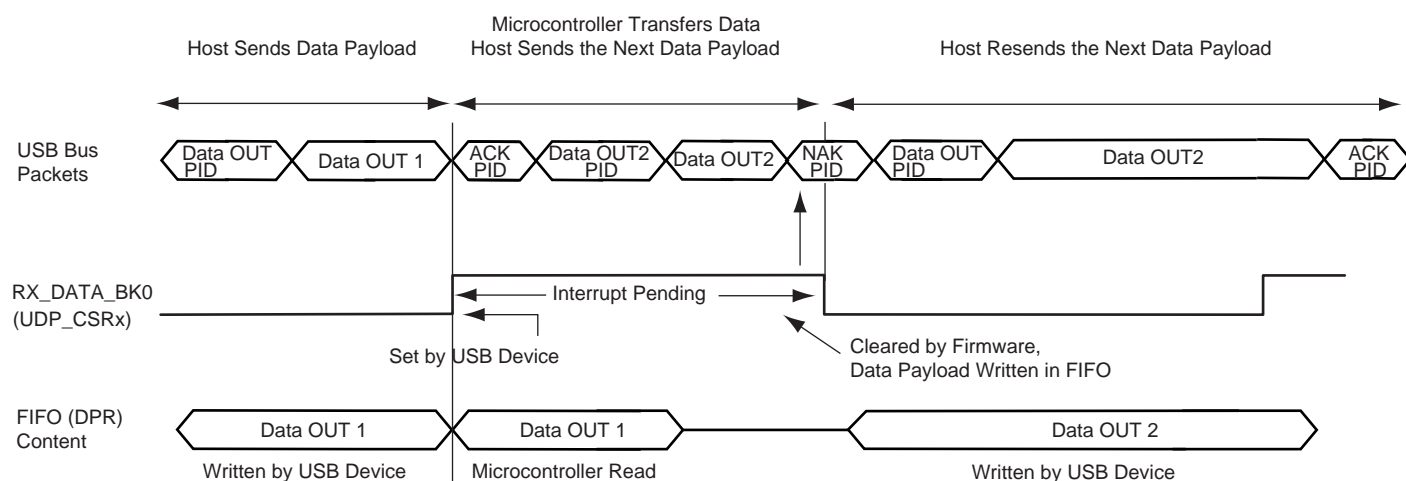 Host Sends Data Payload
Microcontroller Transfers Data
Host Sends the Next Data Payload
Host Resends the Next Data Payload
USB Bus
Packets
Data OUT
PID
Data OUT 1
ACK
PID
Data OUT2
PID
Data OUT2
NAK
PID
Data OUT
PID
Data OUT2
ACK
PID
RX_DATA_BK0
(UDP_CSRx)
Interrupt Pending
Set by USB Device
Cleared by Firmware,
Data Payload Written in FIFO
FIFO (DPR)
Content
Data OUT 1
Data OUT 1
Data OUT 2
Written by USB Device
Microcontroller Read
Written by USB Device